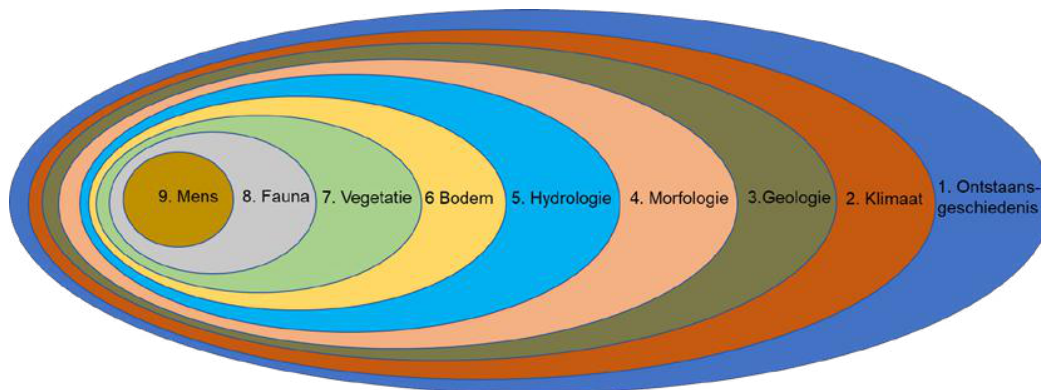 9. Mens
8. Fauna
7. Vegetatie
6 Bodem
5. Hydrologie
4. Morfologie
3.Geologie
2. Klimaat
1. Ontstaans-
geschiedenis